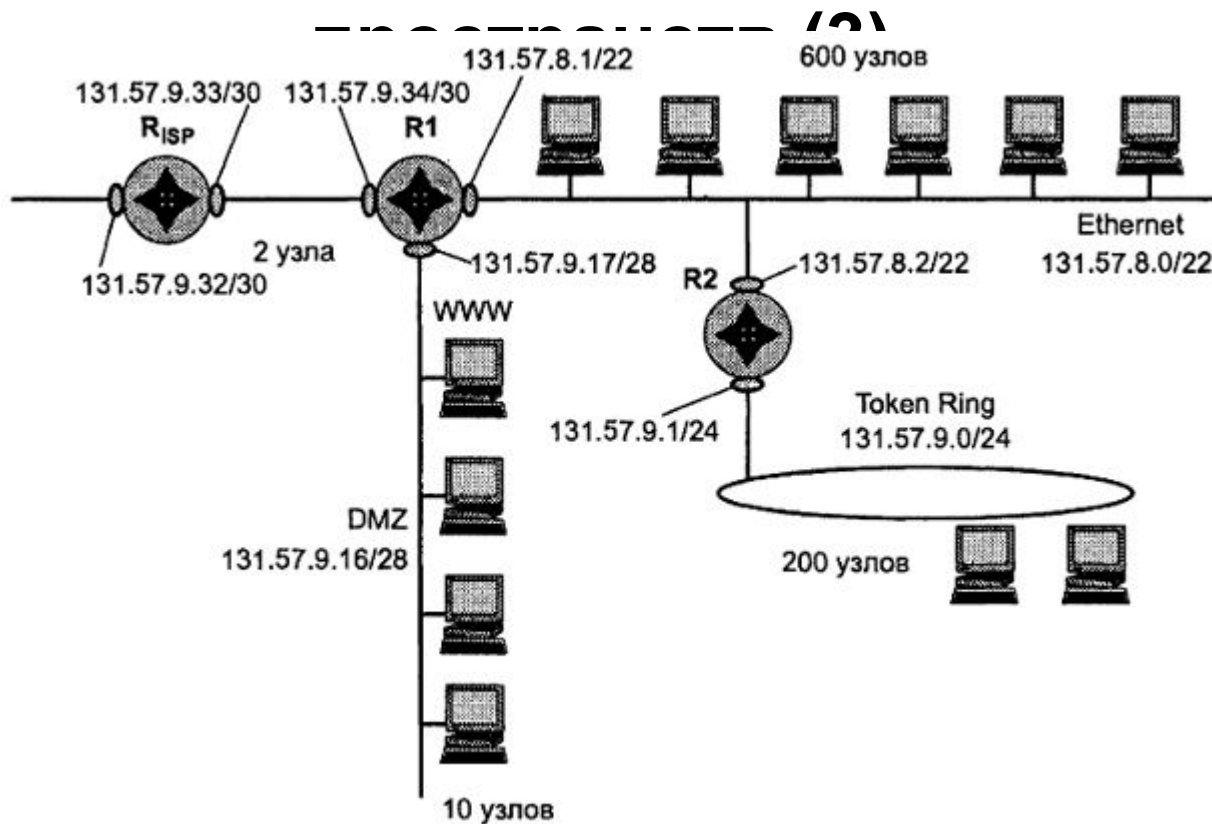 (3)
131.57.8.1/22
600 узлов
131.57.9.33/30
131.57.9.34/30
RISP
R1
Ethernet
131.57.8.0/22
2 узла
131.57.9.32/30
131.57.9.17/28
R2
131.57.8.2/22
WWW
131.57.9.1/24
Token Ring
131.57.9.0/24
DMZ
131.57.9.16/28
200 узлов
10 узлов